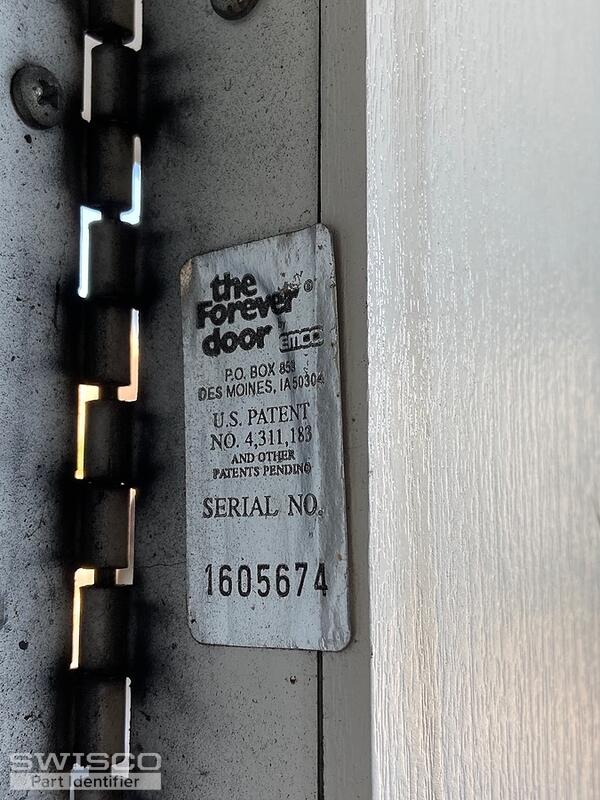 the
Forever®
door EMCO
P.O. BOX 853
DES MOINES, IA 50304
U.S. PATENT
NO. 4,311,183
AND OTHER
PATENTS PENDING
SERIAL NO.
1605674
SWISCO
Part Identifier